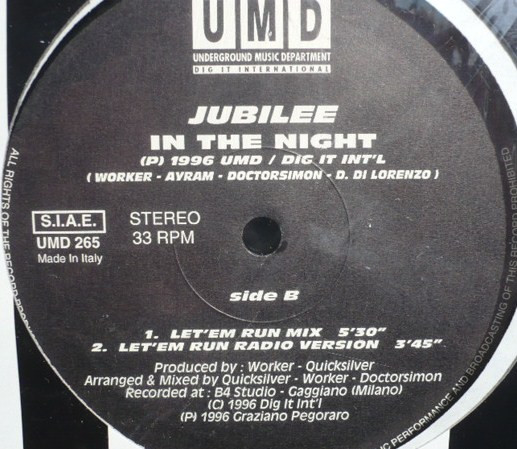 UMD
UNDERGROUND MUSIC DEPARTMENT
DIG IT INTERNATIONAL
JUBILEE
IN THE NIGHT
(P) 1996 UMD / DIG IT INT'L
( WORKER - AYRAM - DOCTORSIMON - D. DI LORENZO )
S.I.A.E.
UMD 265
Made In Italy
STEREO
33 RPM
side B
1. LET'EM RUN MIX 5'30"
2. LET'EM RUN RADIO VERSION 3'45"
Produced by : Worker - Quicksilver
Arranged & Mixed by Quicksilver - Worker - Doctorsimon
Recorded at : B4 Studio - Gaggiano (Milano)
(C) 1996 Dig It Int'l
(P) 1996 Graziano Pegoraro
ALL RIGHTS OF THE RECORD
PERFORMANCE AND BROADCASTING OF THIS RECORD PROHIBITED